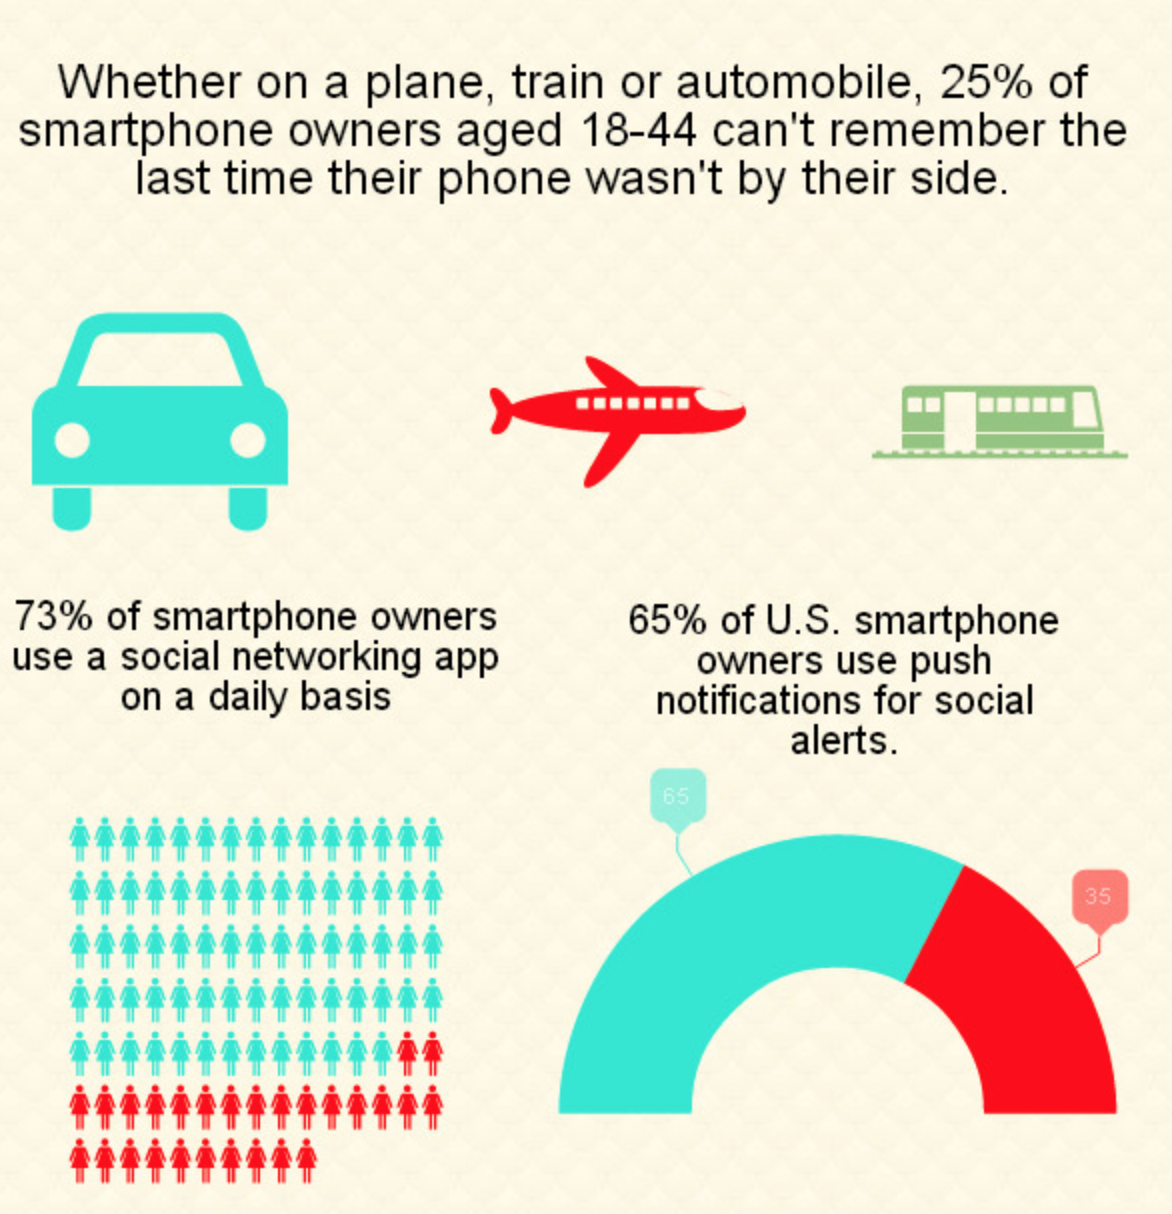 Whether on a plane, train or automobile, 25% of
smartphone owners aged 18-44 can't remember the
last time their phone wasn't by their side.
73% of smartphone owners
use a social networking app
on a daily basis
65% of U.S. smartphone
owners use push
notifications for social
alerts.
65
35